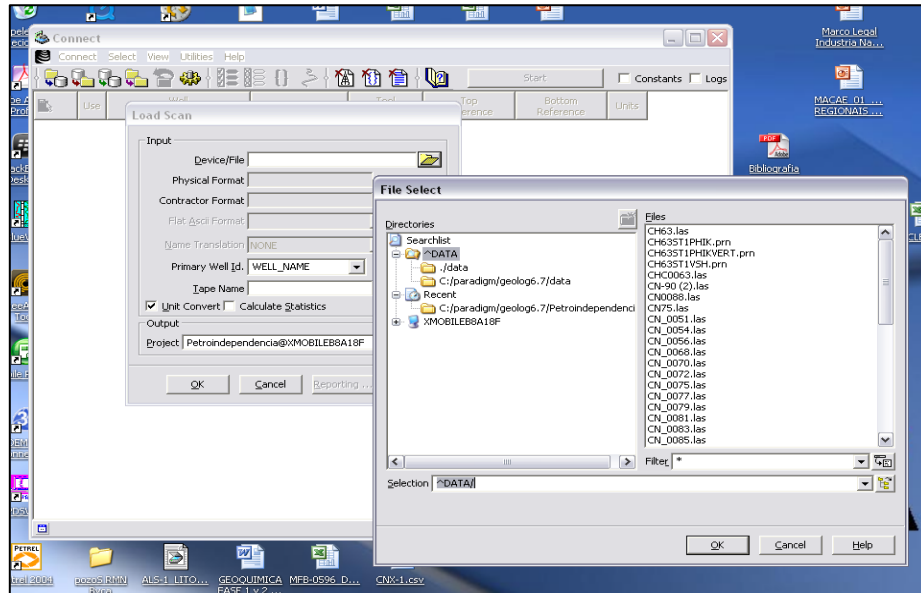 Marco Legal
Industria Na...
Connect
Connect Select View Utilities Help
Start
Constants
Logs
MACAE_01_...
REGIONAIS ...
Use
Well
Tool
Top
Reference
Bottom
Reference
Units
Bibliografia
Load Scan
Input
Device/File
Physical Format
Contractor Format
Flat Ascii Format
Name Translation NONE
Primary Well Id. WELL_NAME
Tape Name
Unit Convert Calculate Statistics
Output
Project Petroindependencia@XMOBILEB8A18F
OK Cancel Reporting ...
File Select
Directories
Searchlist
^DATA
./data
C:/paradigm/geolog6.7/data
Recent
C:/paradigm/geolog6.7/Petroindependenci
XMOBILEB8A18F
Files
CH63.las
CH63ST1PHIK.prn
CH63ST1PHIKVERT.prn
CH63ST1VSH.prn
CHC0063.las
CN-90 (2).las
CN0088.las
CN75.las
CN_0051.las
CN_0054.las
CN_0056.las
CN_0068.las
CN_0070.las
CN_0072.las
CN_0075.las
CN_0077.las
CN_0079.las
CN_0081.las
CN_0083.las
CN_0085.las
Filter *
Selection ^DATA/
OK Cancel Help
PETREL
trel 2004
pozos RMN
ALS-1_LITO...
GEOQUIMICA
FASE 1 y 2 ...
MFB-0596_D...
CNX-1.csv